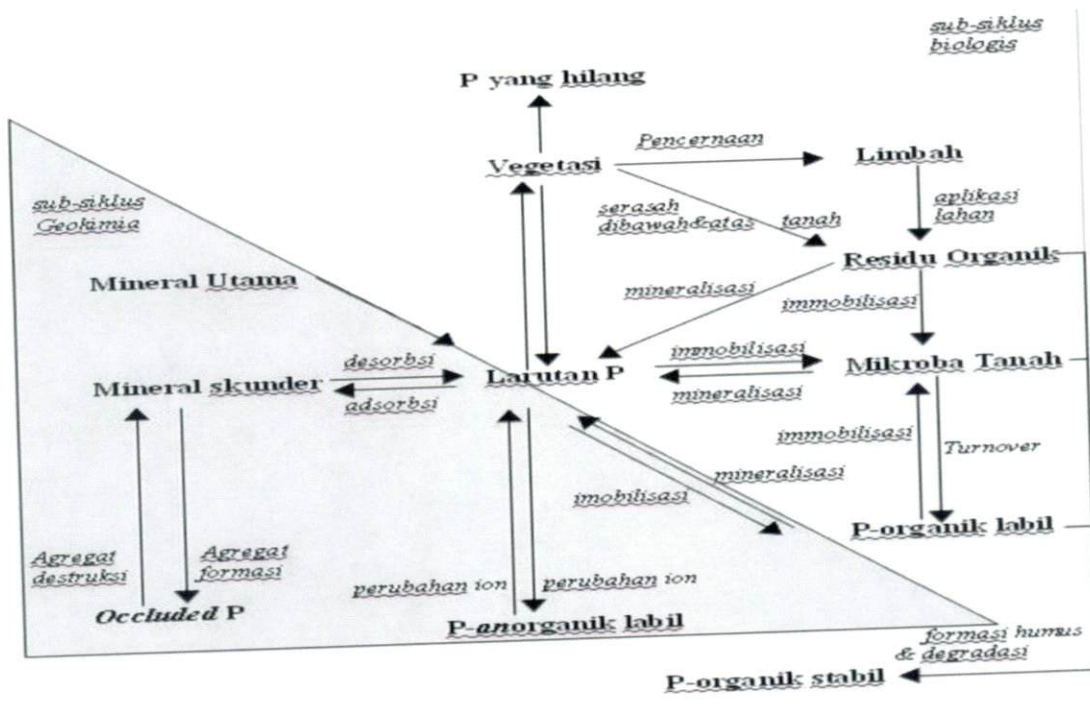 sub-siklus
biologis
P yang hilang
Pencernaan
Vegetasi
Limbah
sub-siklus
Geokimia
serasah
dibawah&atas tanah
aplikasi
lahan
Residu Organik
Mineral Utama
mineralisasi
immobilisasi
desorbsi
immobilisasi
Mikroba Tanah
Mineral skunder
Larutan P
adsorbsi
mineralisasi
immobilisasi
Turnover
mineralisasi
imobilisasi
P-organik labil
Agregat
destruksi
Agregat
formasi
perubahan ion
perubahan ion
Occluded P
P-anorganik labil
formasi humus
& degradasi
P-organik stabil